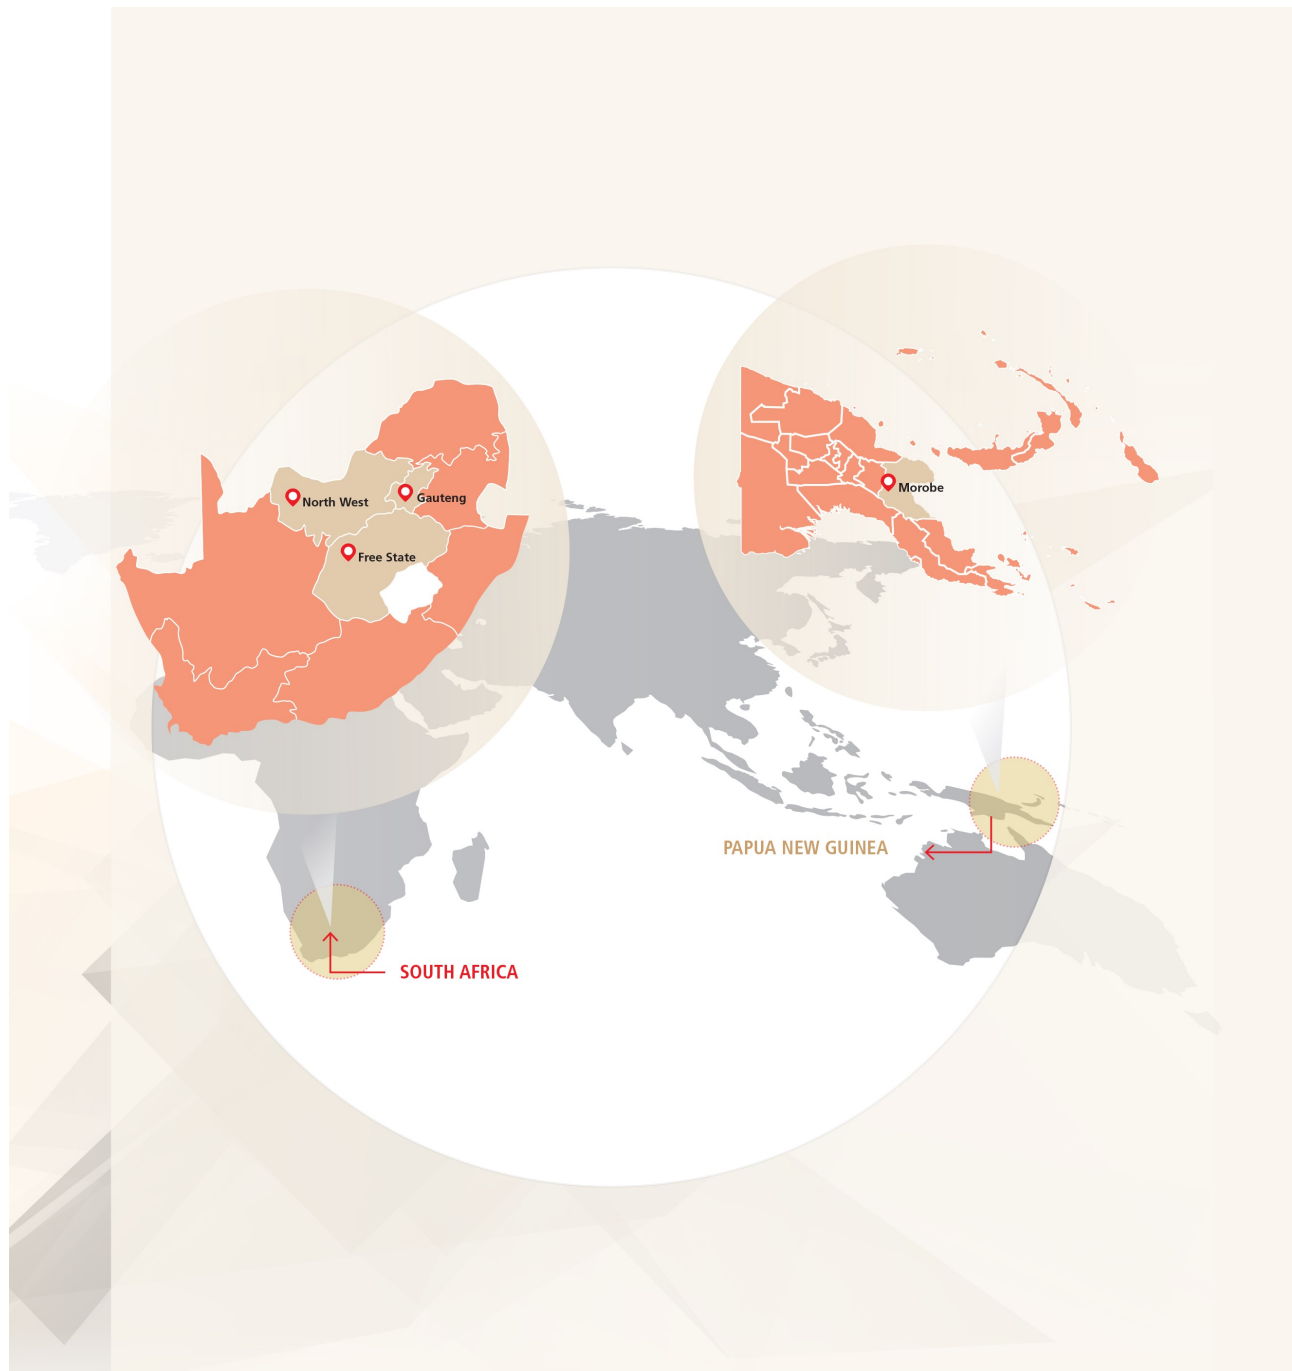 Morobe
North West
Gauteng
Free State
PAPUA NEW GUINEA
SOUTH AFRICA